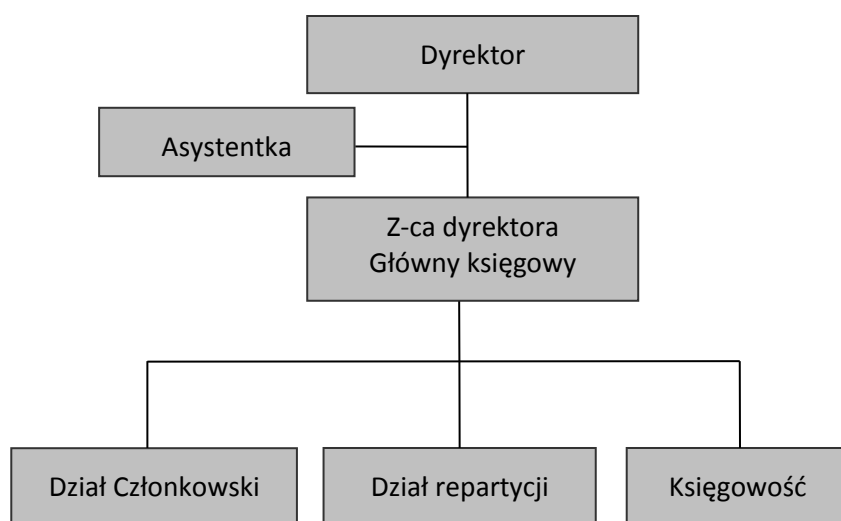 Dyrektor
Asystentka
Z-ca dyrektora
Główny księgowy
Dział Członkowski
Dział repartycji
Księgowość